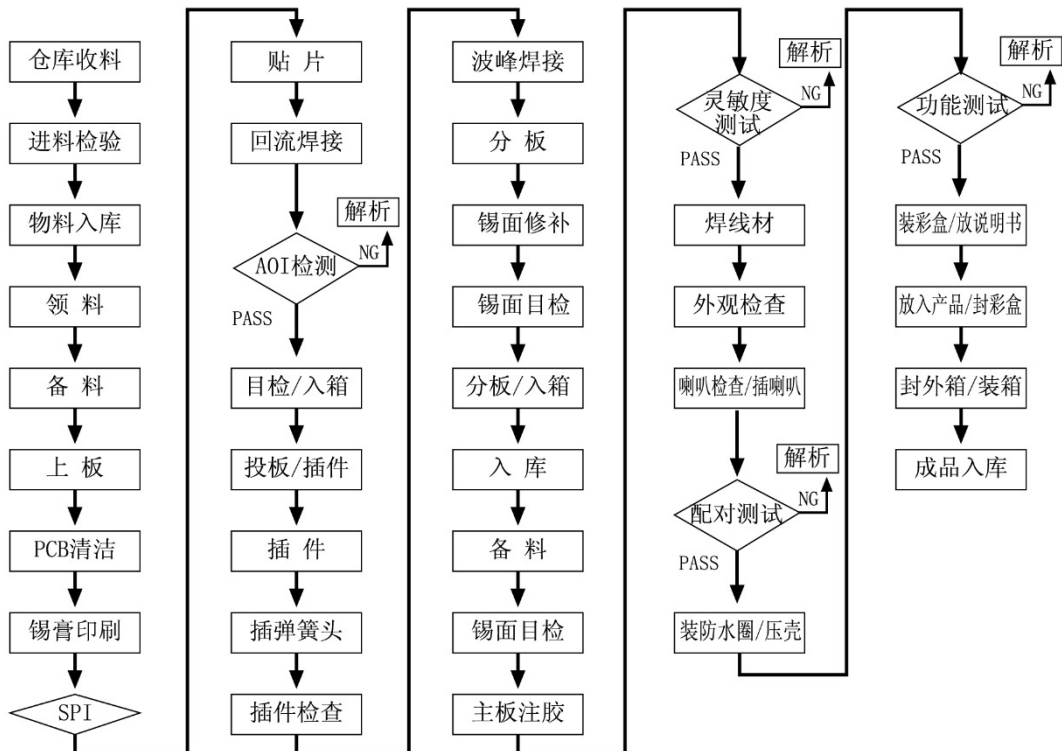 仓库收料
进料检验
物料入库
领 料
备 料
上 板
PCB清洁
锡膏印刷
SPI
贴 片
回流焊接
解析
NG
AOI检测
PASS
目检/入箱
投板/插件
插 件
插弹簧头
插件检查
波峰焊接
分 板
锡面修补
锡面目检
分板/入箱
入 库
备 料
锡面目检
主板注胶
解析
NG
灵敏度
测试
PASS
焊线材
外观检查
喇叭检查/插喇叭
解析
NG
配对测试
PASS
装防水圈/压壳
解析
NG
功能测试
PASS
装彩盒/放说明书
放入产品/封彩盒
封外箱/装箱
成品入库